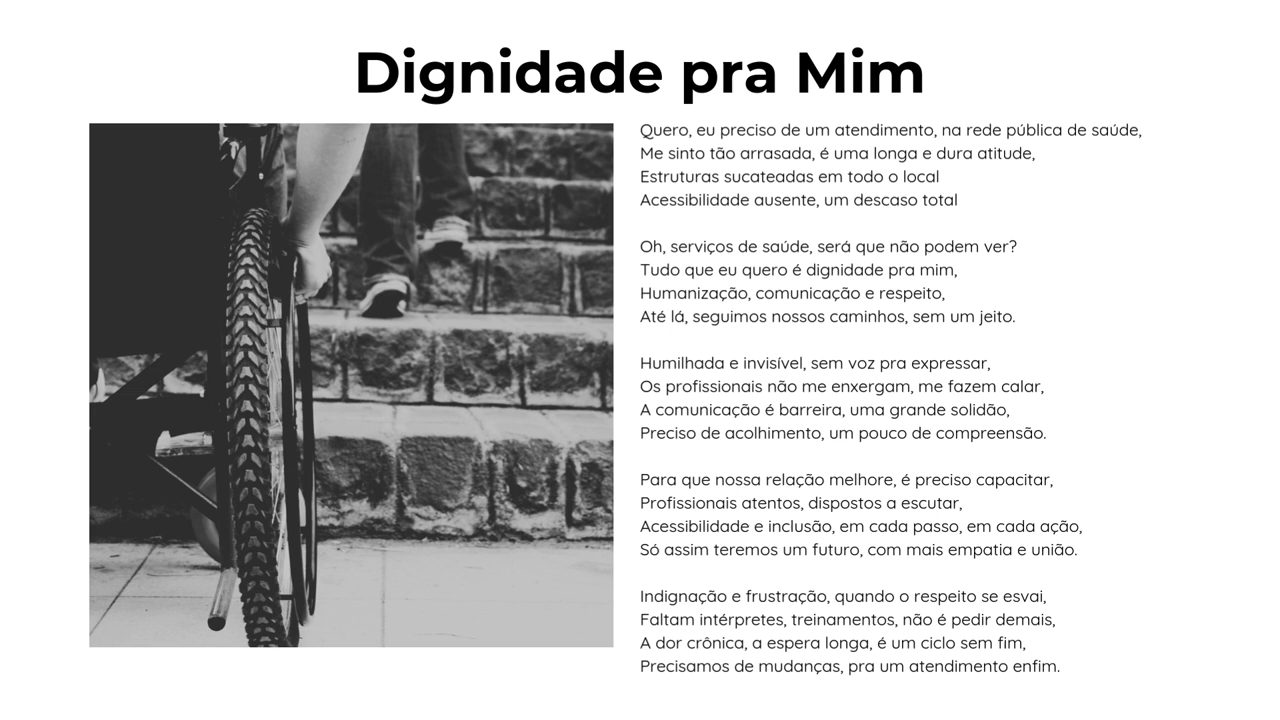 Dignidade pra Mim
Quero, eu preciso de um atendimento, na rede pública de saúde,
Me sinto tão arrasada, é uma longa e dura atitude,
Estruturas sucateadas em todo o local
Acessibilidade ausente, um descaso total
Oh, serviços de saúde, será que não podem ver?
Tudo que eu quero é dignidade pra mim,
Humanização, comunicação e respeito,
Até lá, seguimos nossos caminhos, sem um jeito.
Humilhada e invisível, sem voz pra expressar,
Os profissionais não me enxergam, me fazem calar,
A comunicação é barreira, uma grande solidão,
Preciso de acolhimento, um pouco de compreensão.
Para que nossa relação melhore, é preciso capacitar,
Profissionais atentos, dispostos a escutar,
Acessibilidade e inclusão, em cada passo, em cada ação,
Só assim teremos um futuro, com mais empatia e união.
Indignação e frustração, quando o respeito se esvai,
Faltam intérpretes, treinamentos, não é pedir demais,
A dor crônica, a espera longa, é um ciclo sem fim,
Precisamos de mudanças, pra um atendimento enfim.